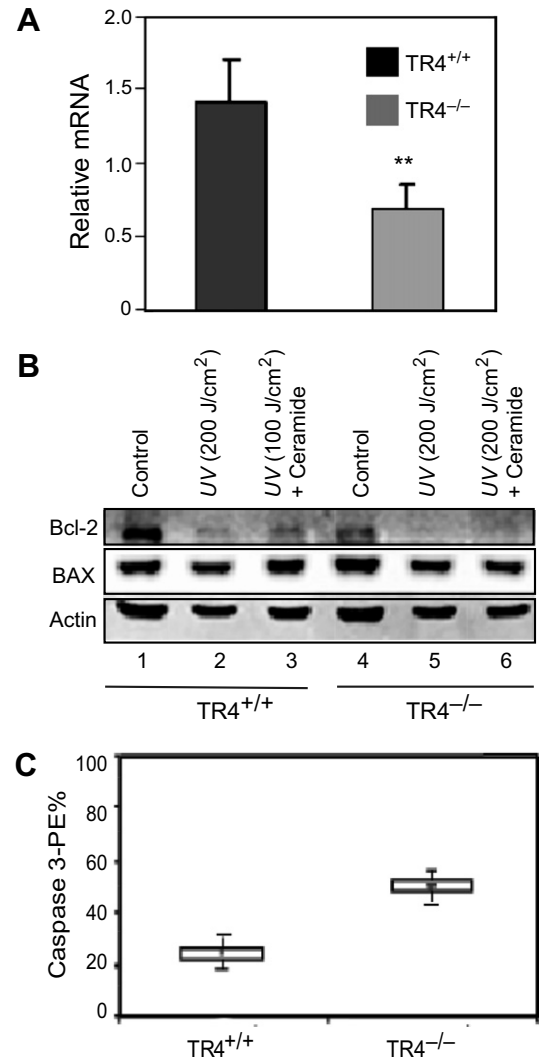 A
Relative mRNA
2.0
1.5
1.0
0.5
0
TR4+/+
TR4–/–
**
B
Control
UV (200 J/cm2)
UV (100 J/cm2)
+ Ceramide
Control
UV (200 J/cm2)
UV (200 J/cm2)
+ Ceramide
Bcl-2
BAX
Actin
1 2 3 4 5 6
TR4+/+ TR4–/–
C
Caspase 3-PE%
100
80
60
40
20
0
TR4+/+ TR4–/–